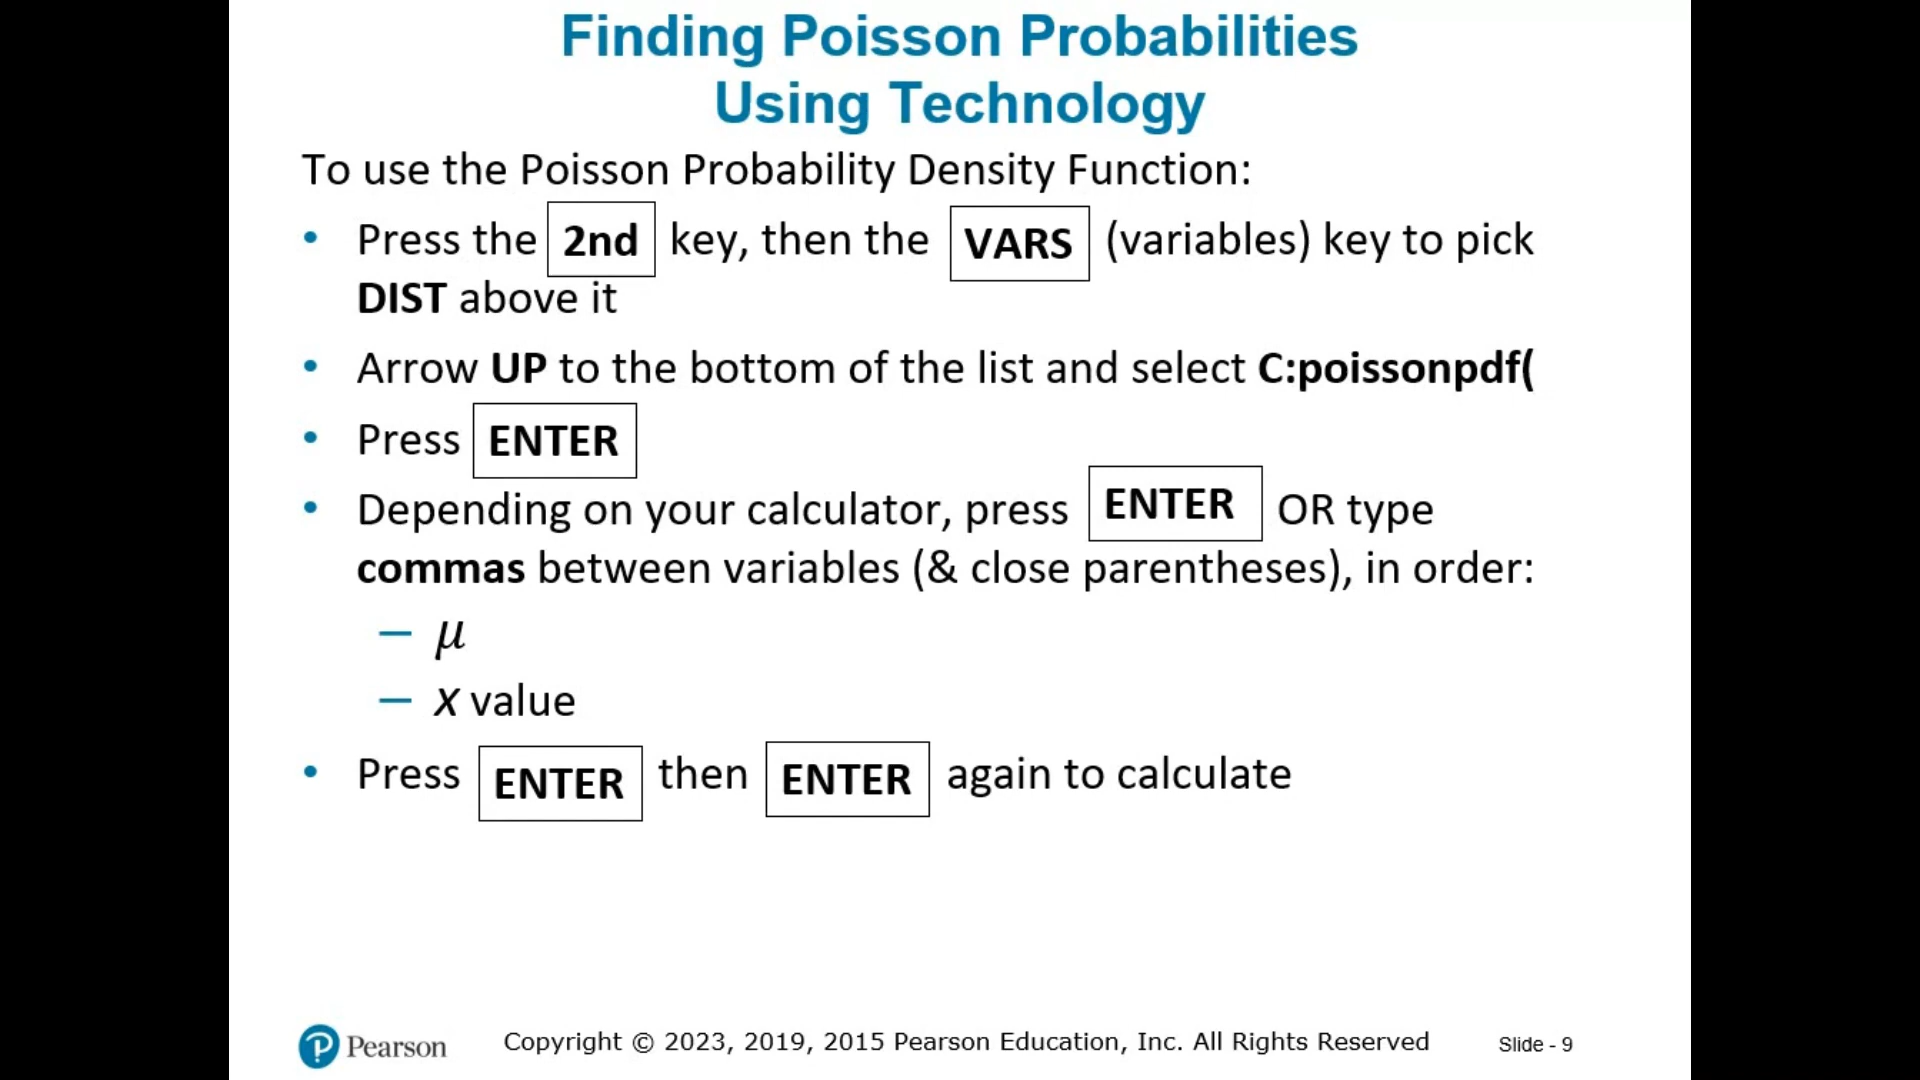 Finding Poisson Probabilities
Using Technology
To use the Poisson Probability Density Function:
• Press the 2nd key, then the VARS (variables) key to pick
DIST above it
• Arrow UP to the bottom of the list and select C:poissonpdf(
• Press ENTER
• Depending on your calculator, press ENTER OR type
commas between variables (& close parentheses), in order:
– μ
– x value
• Press ENTER then ENTER again to calculate
Pearson Copyright © 2023, 2019, 2015 Pearson Education, Inc. All Rights Reserved Slide - 9